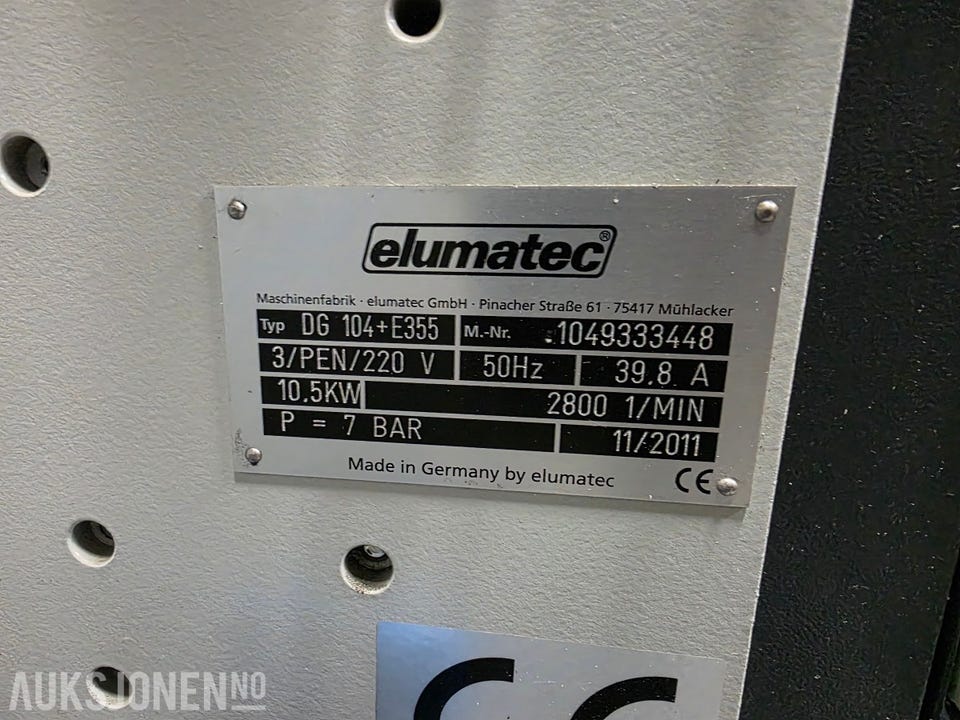 elumatec®
Maschinenfabrik · elumatec GmbH · Pinacher Straße 61 · 75417 Mühlacker
Typ DG 104+E355 M.-Nr. 1049333448
3/PEN/220 V 50Hz 39.8 A
10.5KW 2800 1/MIN
P = 7 BAR 11/2011
Made in Germany by elumatec CE
CE
AUKSJONEN NO